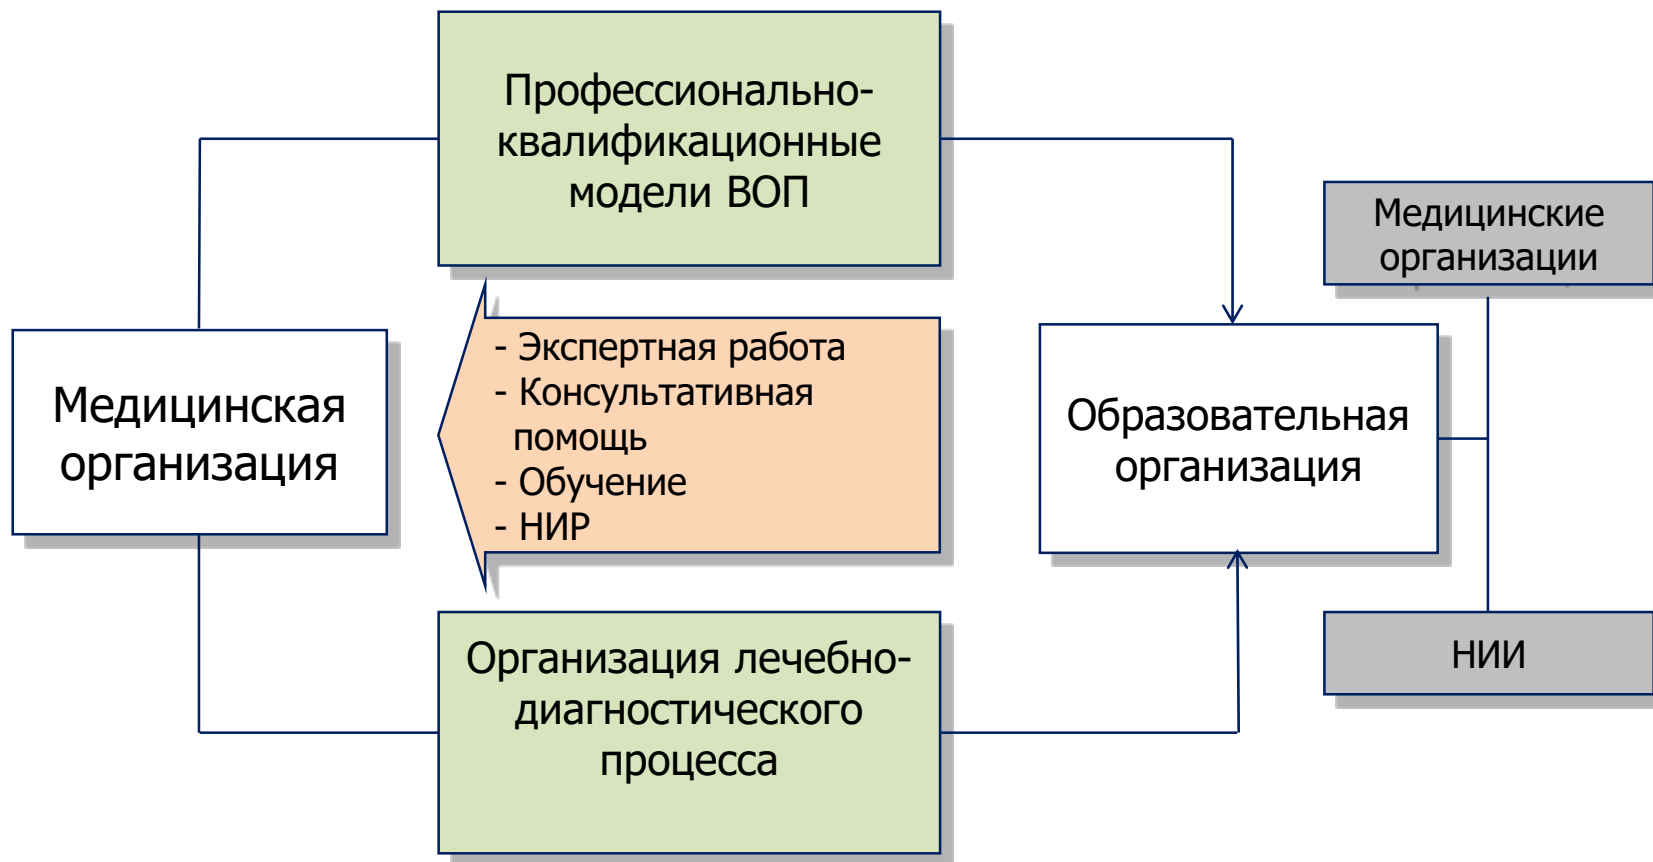 Профессионально-
квалификационные
модели ВОП
Медицинские
организации
- Экспертная работа
- Консультативная
помощь
- Обучение
- НИР
Медицинская
организация
Образовательная
организация
Организация лечебно-
диагностического
процесса
НИИ